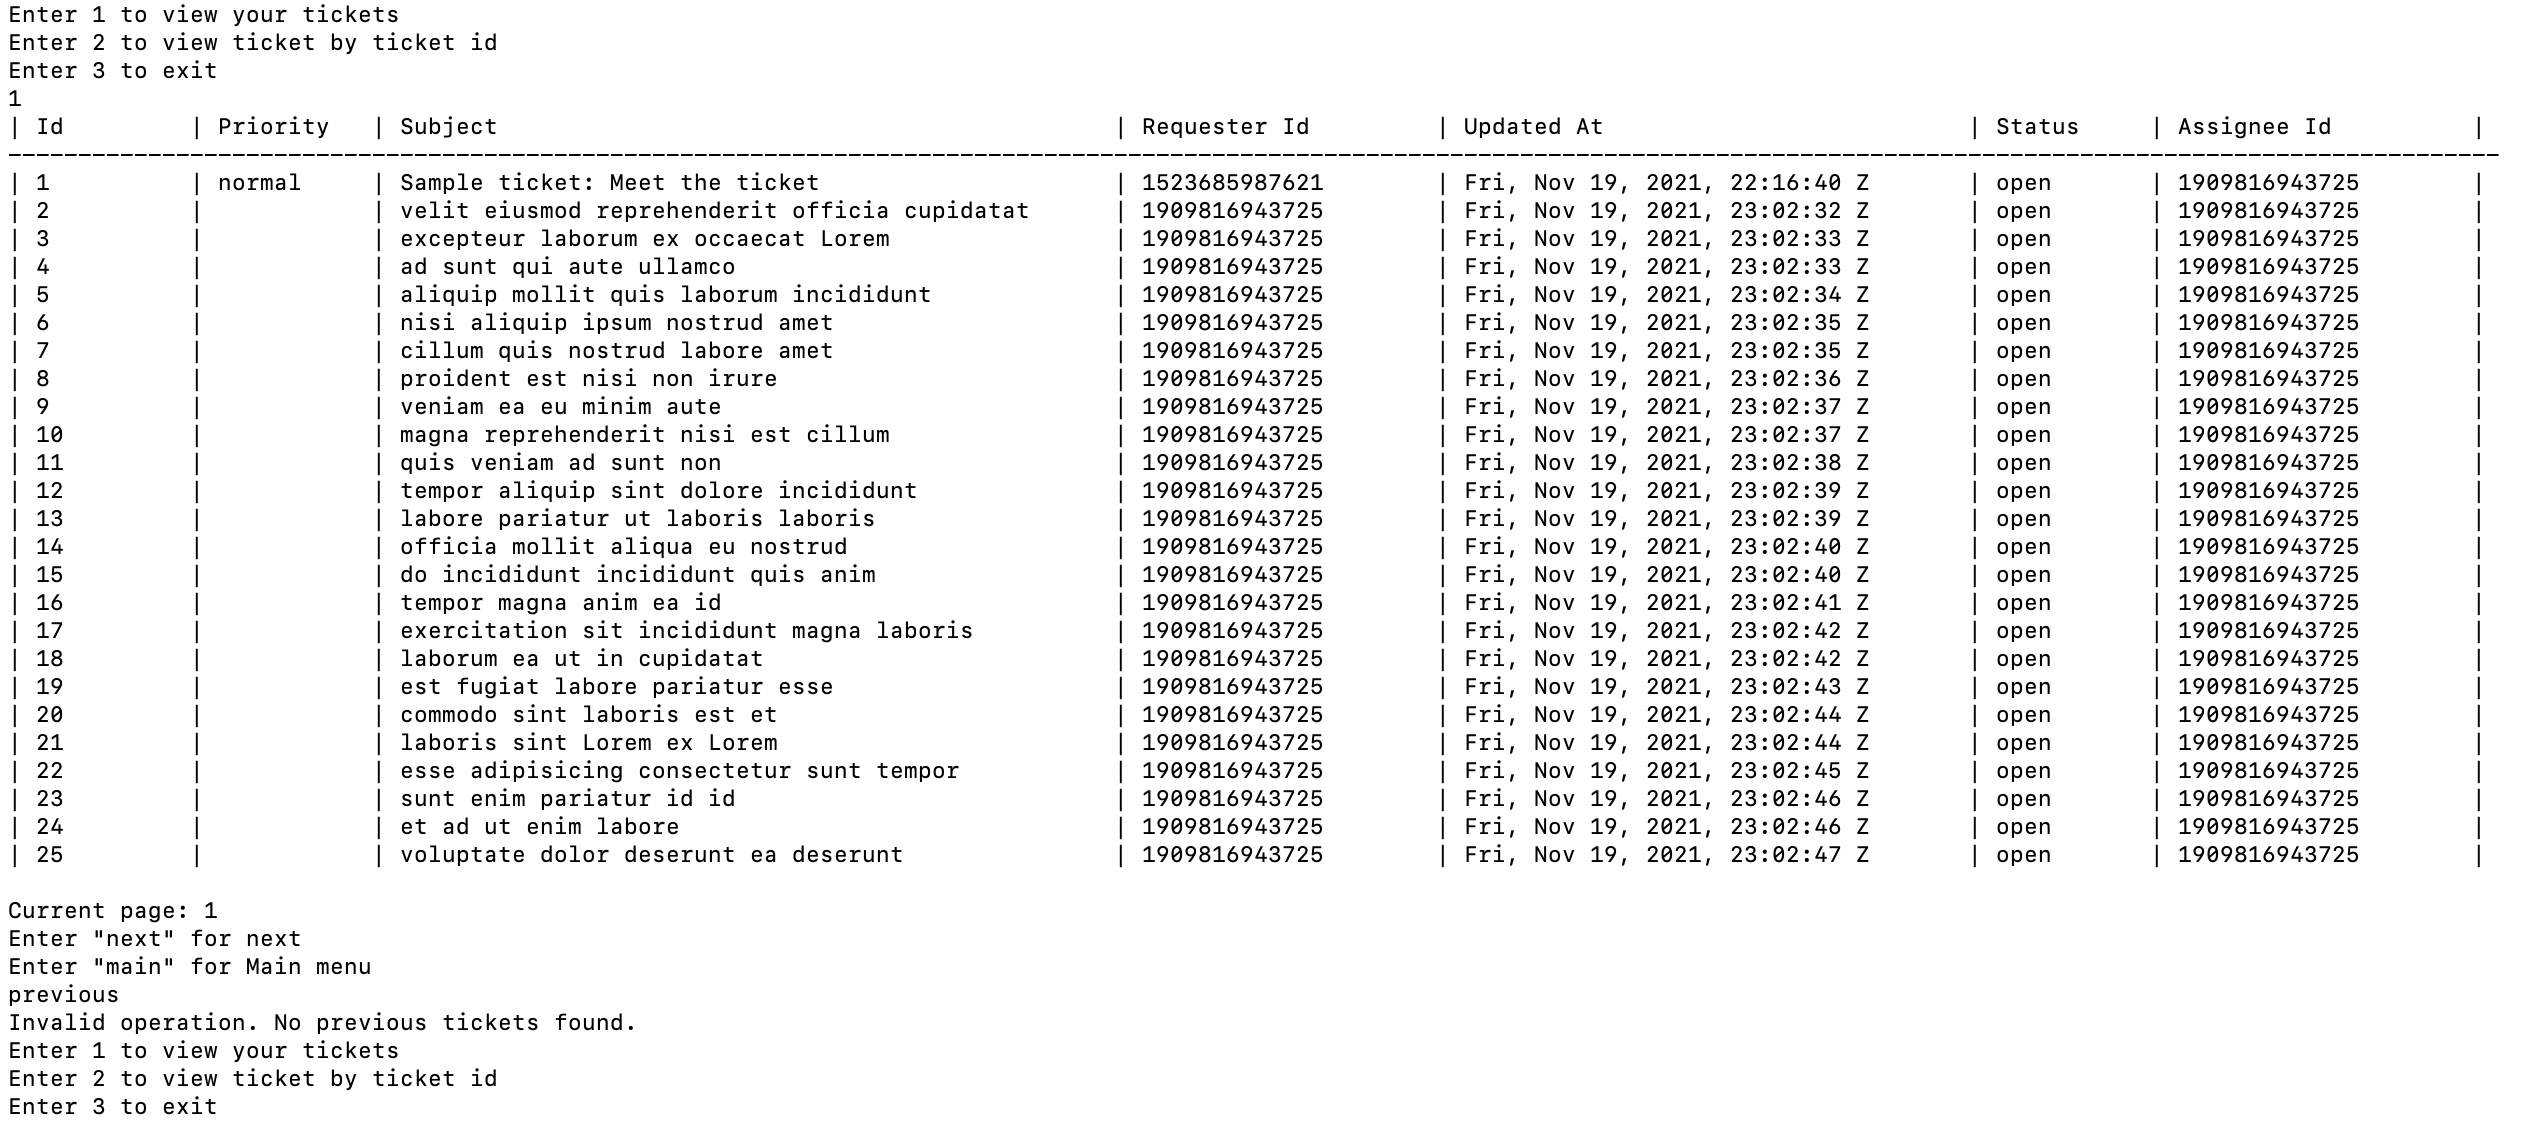 Enter 1 to view your tickets
Enter 2 to view ticket by ticket id
Enter 3 to exit
1
| Id | Priority | Subject | Requester Id | Updated At | Status | Assignee Id |
| 1 | normal | Sample ticket: Meet the ticket | 1523685987621 | Fri, Nov 19, 2021, 22:16:40 Z | open | 1909816943725 |
| 2 | | velit eiusmod reprehenderit officia cupidatat | 1909816943725 | Fri, Nov 19, 2021, 23:02:32 Z | open | 1909816943725 |
| 3 | | excepteur laborum ex occaecat Lorem | 1909816943725 | Fri, Nov 19, 2021, 23:02:33 Z | open | 1909816943725 |
| 4 | | ad sunt qui aute ullamco | 1909816943725 | Fri, Nov 19, 2021, 23:02:33 Z | open | 1909816943725 |
| 5 | | aliquip mollit quis laborum incididunt | 1909816943725 | Fri, Nov 19, 2021, 23:02:34 Z | open | 1909816943725 |
| 6 | | nisi aliquip ipsum nostrud amet | 1909816943725 | Fri, Nov 19, 2021, 23:02:35 Z | open | 1909816943725 |
| 7 | | cillum quis nostrud labore amet | 1909816943725 | Fri, Nov 19, 2021, 23:02:35 Z | open | 1909816943725 |
| 8 | | proident est nisi non irure | 1909816943725 | Fri, Nov 19, 2021, 23:02:36 Z | open | 1909816943725 |
| 9 | | veniam ea eu minim aute | 1909816943725 | Fri, Nov 19, 2021, 23:02:37 Z | open | 1909816943725 |
| 10 | | magna reprehenderit nisi est cillum | 1909816943725 | Fri, Nov 19, 2021, 23:02:37 Z | open | 1909816943725 |
| 11 | | quis veniam ad sunt non | 1909816943725 | Fri, Nov 19, 2021, 23:02:38 Z | open | 1909816943725 |
| 12 | | tempor aliquip sint dolore incididunt | 1909816943725 | Fri, Nov 19, 2021, 23:02:39 Z | open | 1909816943725 |
| 13 | | labore pariatur ut laboris laboris | 1909816943725 | Fri, Nov 19, 2021, 23:02:39 Z | open | 1909816943725 |
| 14 | | officia mollit aliqua eu nostrud | 1909816943725 | Fri, Nov 19, 2021, 23:02:40 Z | open | 1909816943725 |
| 15 | | do incididunt incididunt quis anim | 1909816943725 | Fri, Nov 19, 2021, 23:02:40 Z | open | 1909816943725 |
| 16 | | tempor magna anim ea id | 1909816943725 | Fri, Nov 19, 2021, 23:02:41 Z | open | 1909816943725 |
| 17 | | exercitation sit incididunt magna laboris | 1909816943725 | Fri, Nov 19, 2021, 23:02:42 Z | open | 1909816943725 |
| 18 | | laborum ea ut in cupidatat | 1909816943725 | Fri, Nov 19, 2021, 23:02:42 Z | open | 1909816943725 |
| 19 | | est fugiat labore pariatur esse | 1909816943725 | Fri, Nov 19, 2021, 23:02:43 Z | open | 1909816943725 |
| 20 | | commodo sint laboris est et | 1909816943725 | Fri, Nov 19, 2021, 23:02:44 Z | open | 1909816943725 |
| 21 | | laboris sint Lorem ex Lorem | 1909816943725 | Fri, Nov 19, 2021, 23:02:44 Z | open | 1909816943725 |
| 22 | | esse adipisicing consectetur sunt tempor | 1909816943725 | Fri, Nov 19, 2021, 23:02:45 Z | open | 1909816943725 |
| 23 | | sunt enim pariatur id id | 1909816943725 | Fri, Nov 19, 2021, 23:02:46 Z | open | 1909816943725 |
| 24 | | et ad ut enim labore | 1909816943725 | Fri, Nov 19, 2021, 23:02:46 Z | open | 1909816943725 |
| 25 | | voluptate dolor deserunt ea deserunt | 1909816943725 | Fri, Nov 19, 2021, 23:02:47 Z | open | 1909816943725 |
Current page: 1
Enter "next" for next
Enter "main" for Main menu
previous
Invalid operation. No previous tickets found.
Enter 1 to view your tickets
Enter 2 to view ticket by ticket id
Enter 3 to exit